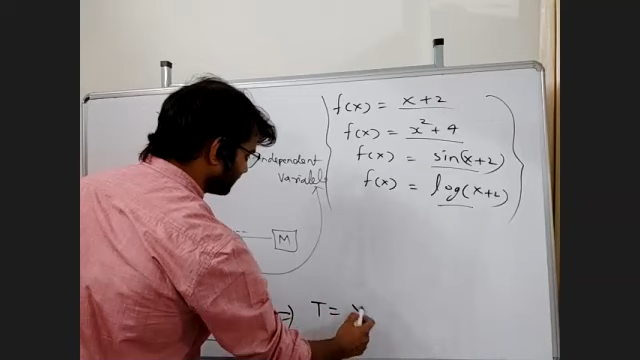 f(x) = x+2
f(x) = x² + 4
f(x) = sin(x+2)
f(x) = log(x+2)
independent
variable
M
⇒ T =